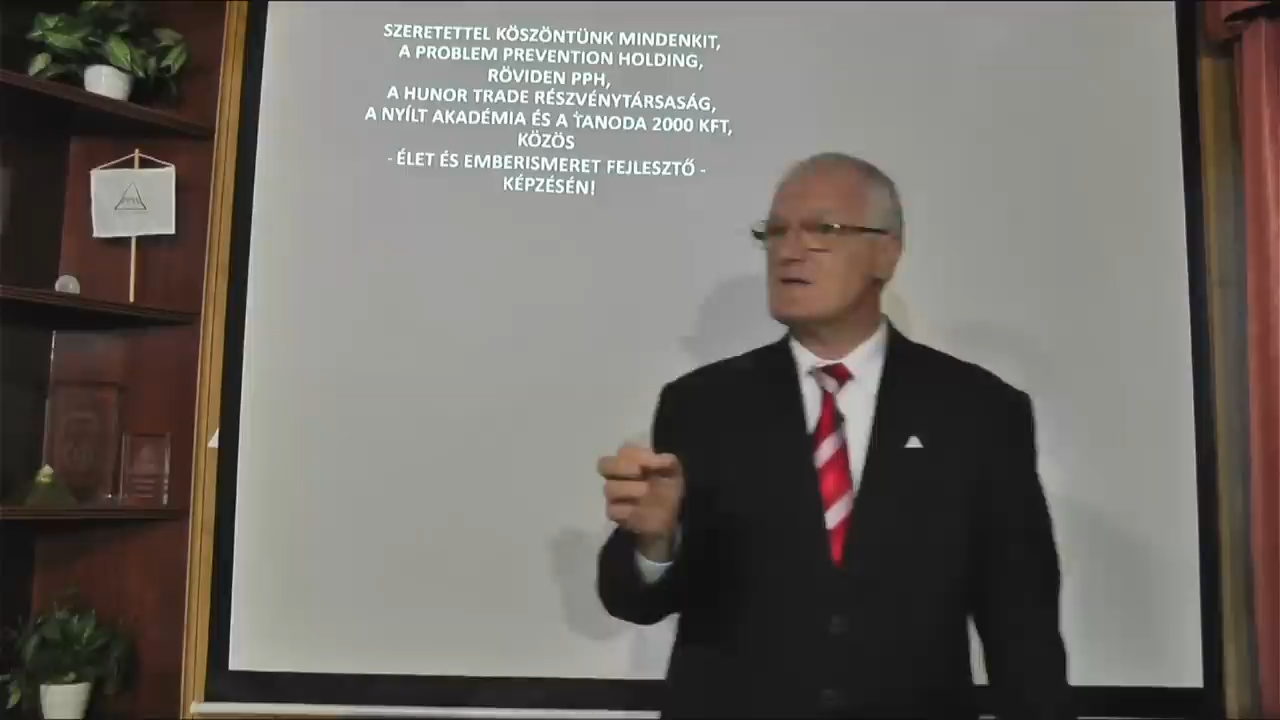 SZERETETTEL KÖSZÖNTÜNK MINDENKIT,
A PROBLEM PREVENTION HOLDING,
RÖVIDEN PPH,
A HUNOR TRADE RÉSZVÉNYTÁRSASÁG,
A NYÍLT AKADÉMIA ÉS A TANODA 2000 KFT,
KÖZÖS
- ÉLET ÉS EMBERISMERET FEJLESZTŐ -
KÉPZÉSÉN!